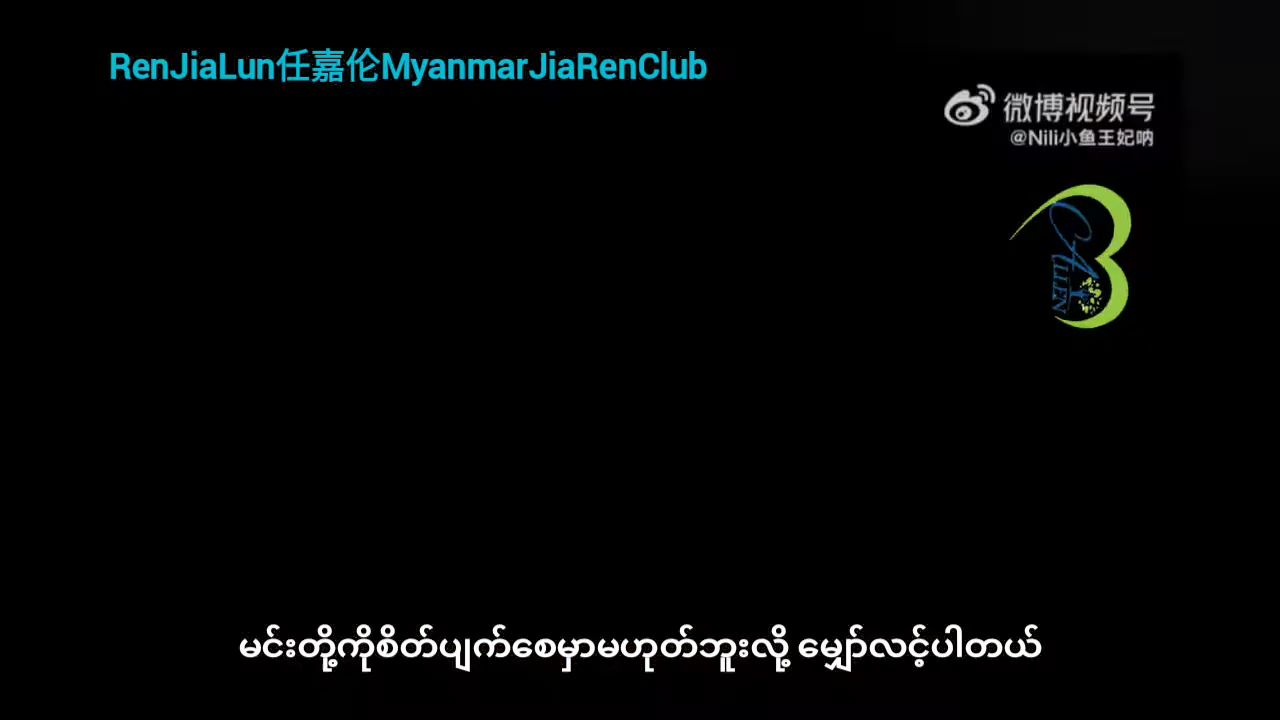 RenJiaLun任嘉伦MyanmarJiaRenClub
微博视频号
@Nili小鱼王妃呐
CA
LIEN
မင်းတို့ကိုစိတ်ပျက်စေမှာမဟုတ်ဘူးလို့ မျှော်လင့်ပါတယ်